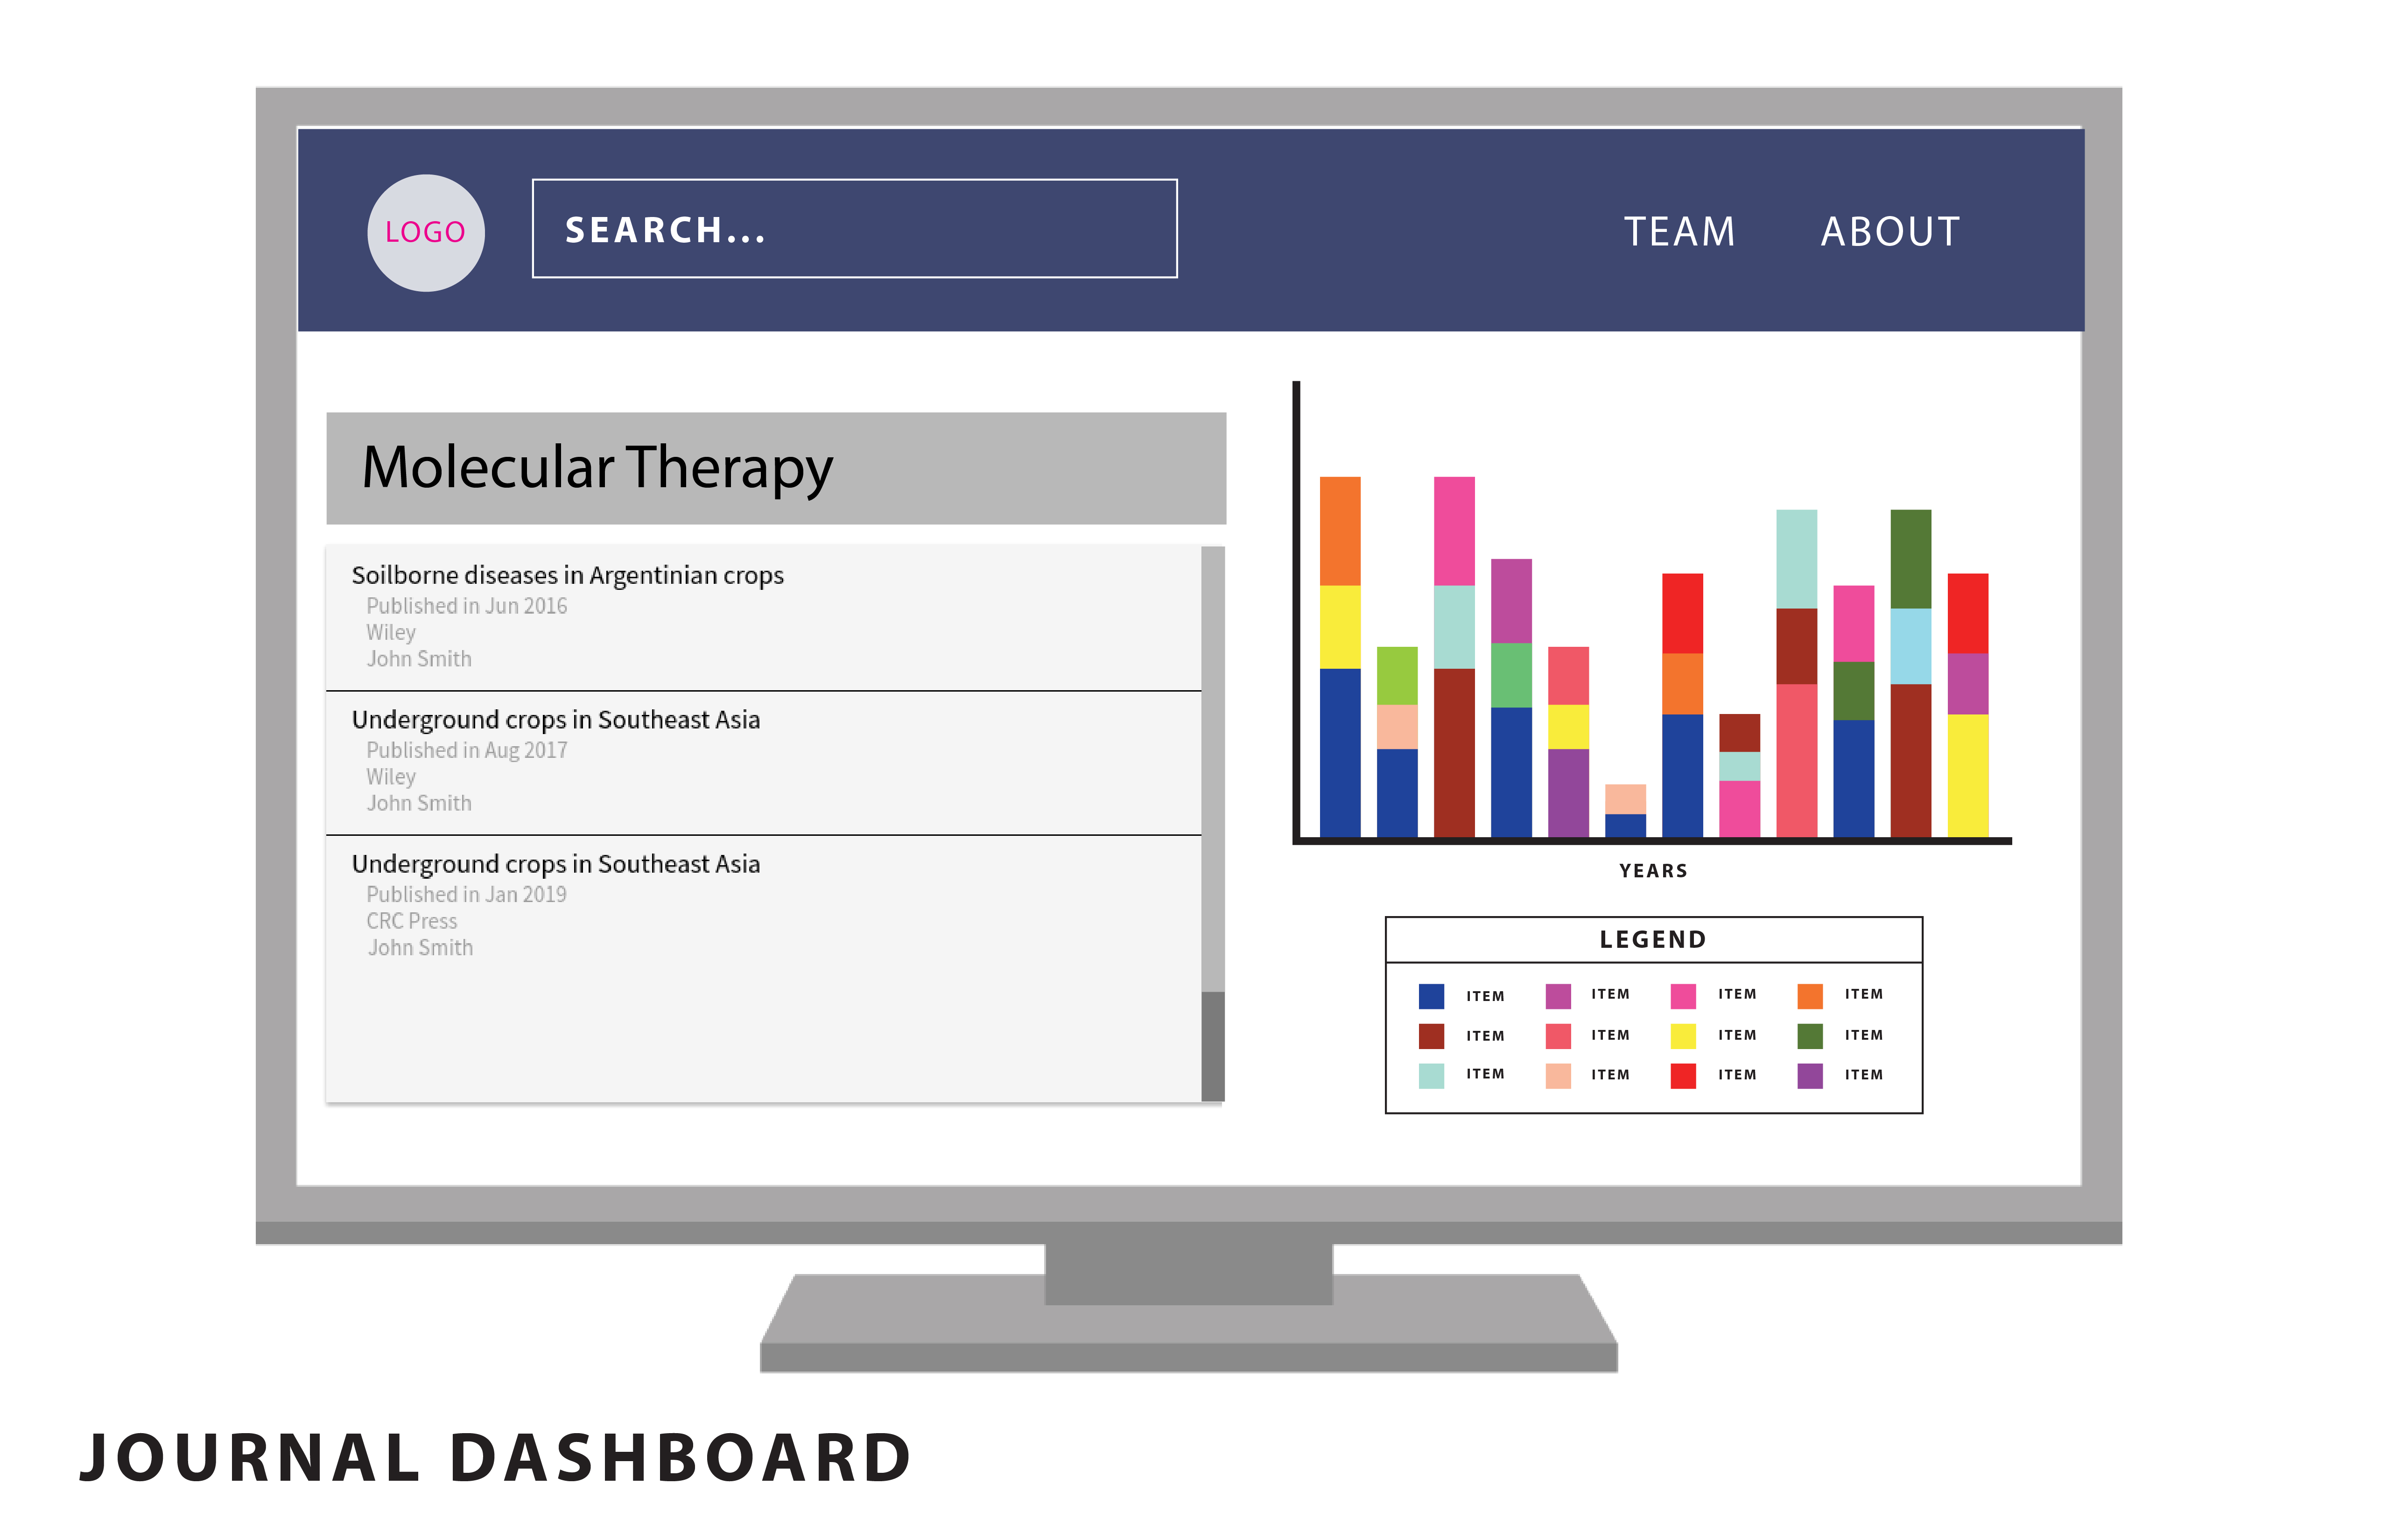 LOGO
SEARCH...
TEAM
ABOUT
Molecular Therapy
Soilborne diseases in Argentinian crops
Published in Jun 2016
Wiley
John Smith
Underground crops in Southeast Asia
Published in Aug 2017
Wiley
John Smith
Underground crops in Southeast Asia
Published in Jan 2019
CRC Press
John Smith
YEARS
LEGEND
ITEM ITEM ITEM ITEM
ITEM ITEM ITEM ITEM
ITEM ITEM ITEM ITEM
JOURNAL DASHBOARD